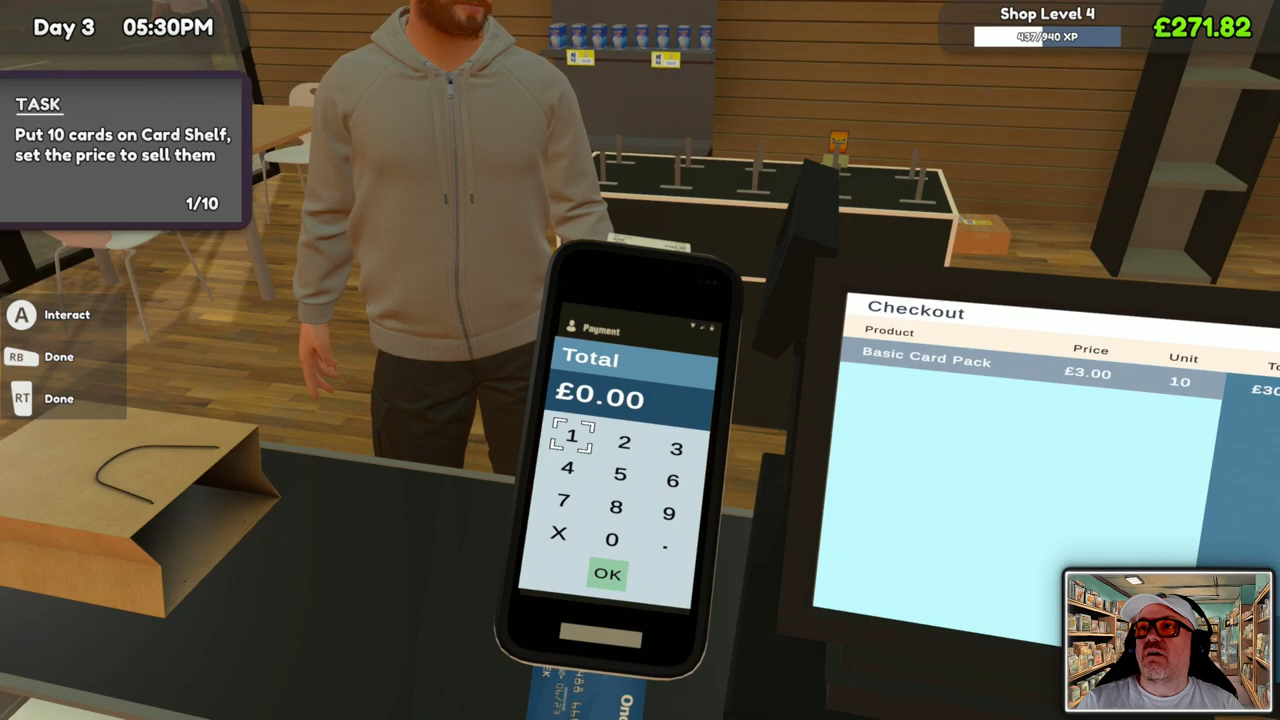 Day 3 05:30PM
Shop Level 4
437/940 XP
£271.82
TASK
Put 10 cards on Card Shelf,
set the price to sell them
1/10
A Interact
RB Done
RT Done
Payment
Total
£0.00
1 2 3
4 5 6
7 8 9
X 0 .
OK
Checkout
Product Price Unit
Basic Card Pack £3.00 10